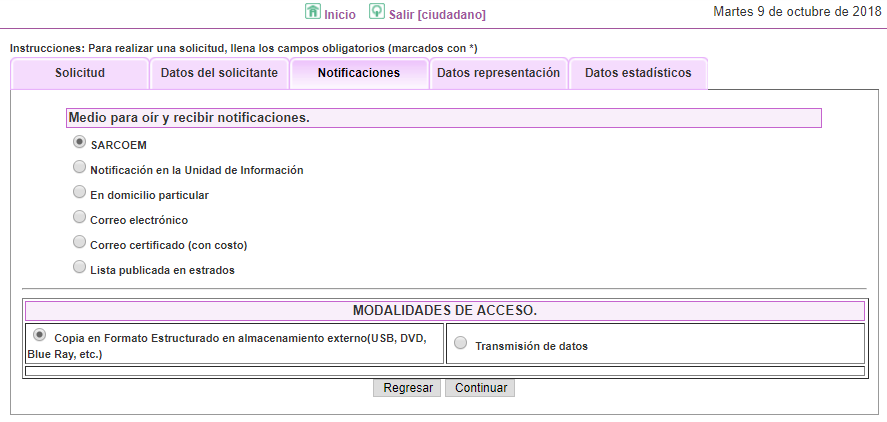 Inicio Salir [ciudadano] Martes 9 de octubre de 2018
Instrucciones: Para realizar una solicitud, llena los campos obligatorios (marcados con *)
Solicitud Datos del solicitante Notificaciones Datos representación Datos estadísticos
Medio para oír y recibir notificaciones.
SARCOEM
Notificación en la Unidad de Información
En domicilio particular
Correo electrónico
Correo certificado (con costo)
Lista publicada en estrados
MODALIDADES DE ACCESO.
Copia en Formato Estructurado en almacenamiento externo(USB, DVD,
Blue Ray, etc.)
Transmisión de datos
Regresar Continuar